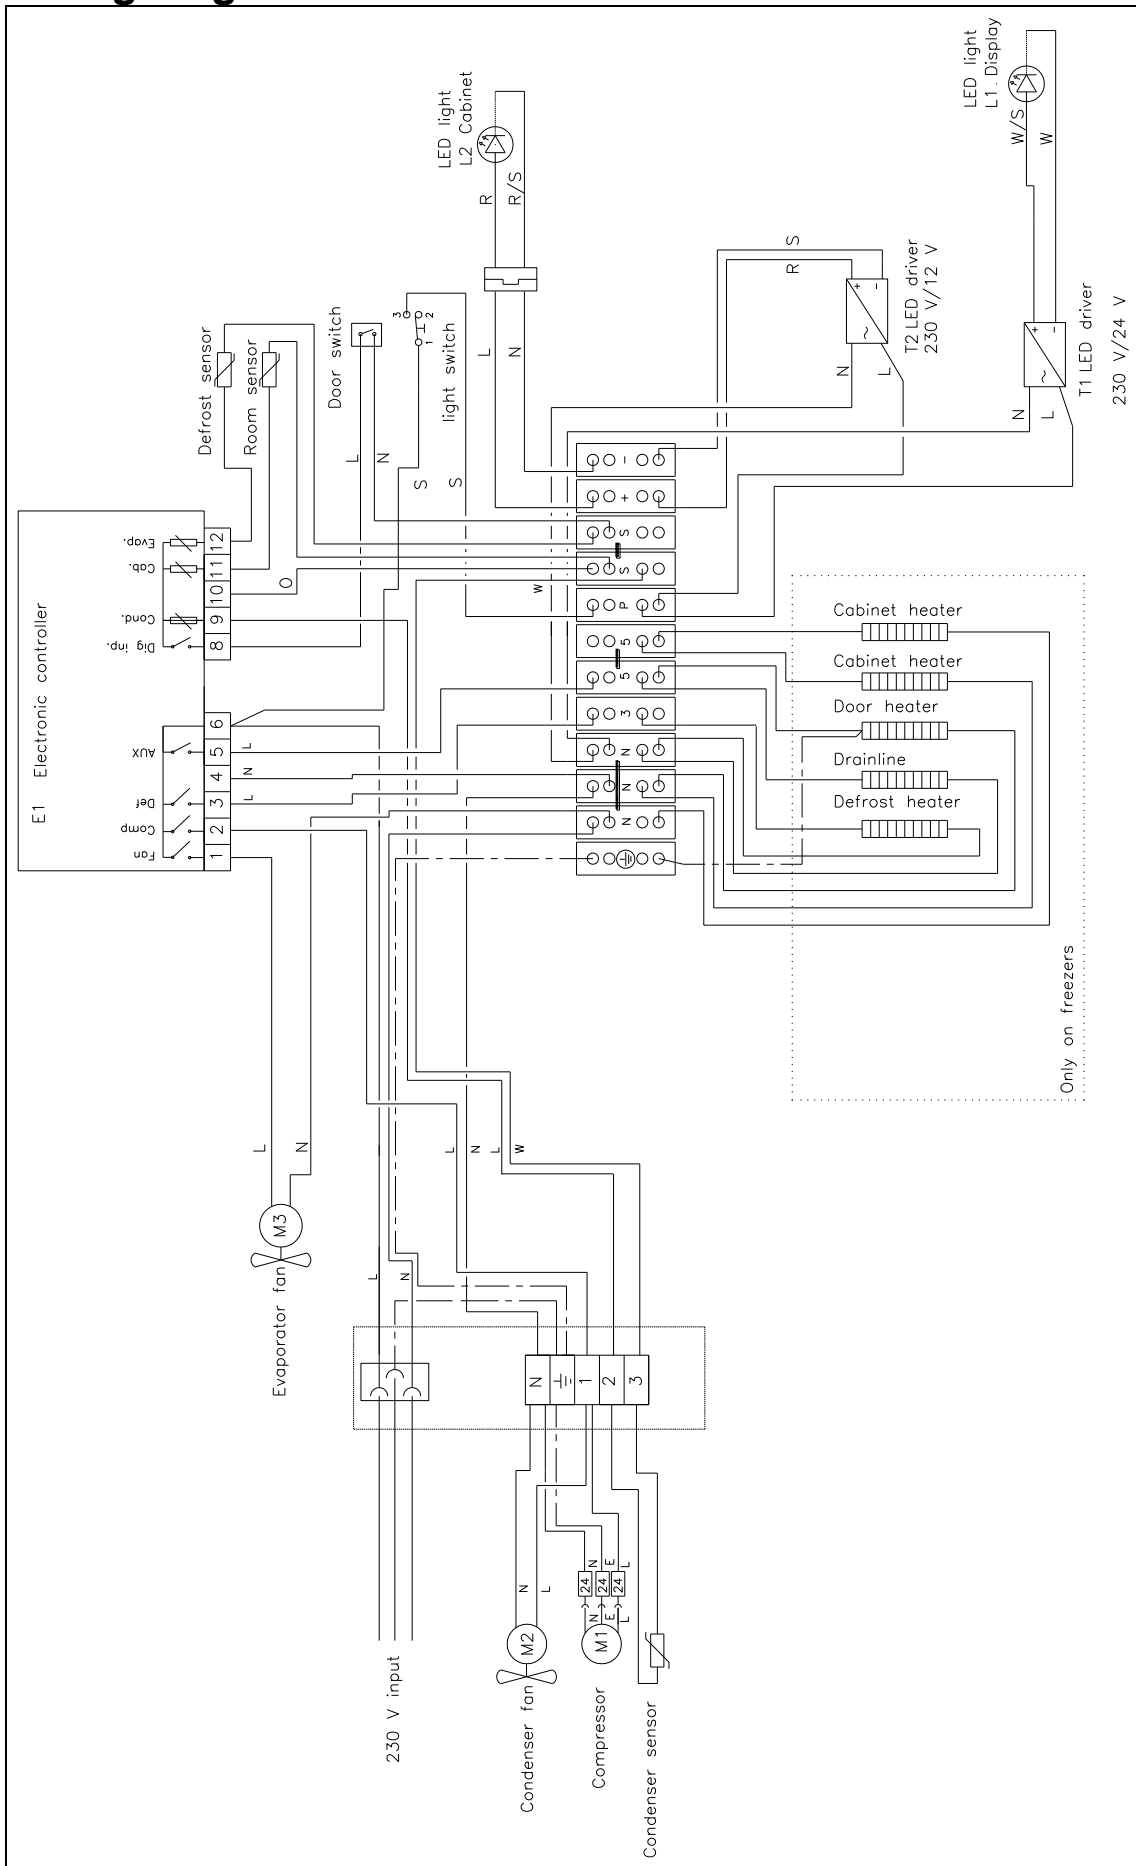 LED light
L1. Display
W/S
W
LED light
L2 Cabinet
R
R/S
Defrost sensor
Room sensor
Door switch
3
2
1
light switch
L
N
S
S
L
N
R
S
+
-
~
T2 LED driver
230 V/12 V
N
L
+
-
~
T1 LED driver
230 V/24 V
N
L
E1 Electronic controller
Evap.
Cab.
Cond.
Dig inp.
AUX
Def
Comp
Fan
12
11
10
9
8
6
5
4
3
2
1
O
L
N
L
W
-
+
S
S
P
5
5
3
N
N
N
Cabinet heater
Cabinet heater
Door heater
Drainline
Defrost heater
Only on freezers
L
N
M3
Evaporator fan
L
N
L
N
L
W
N
1
2
3
230 V input
N
L
M2
Condenser fan
24
24
24
N
E
L
N
E
L
M1
Compressor
Condenser sensor